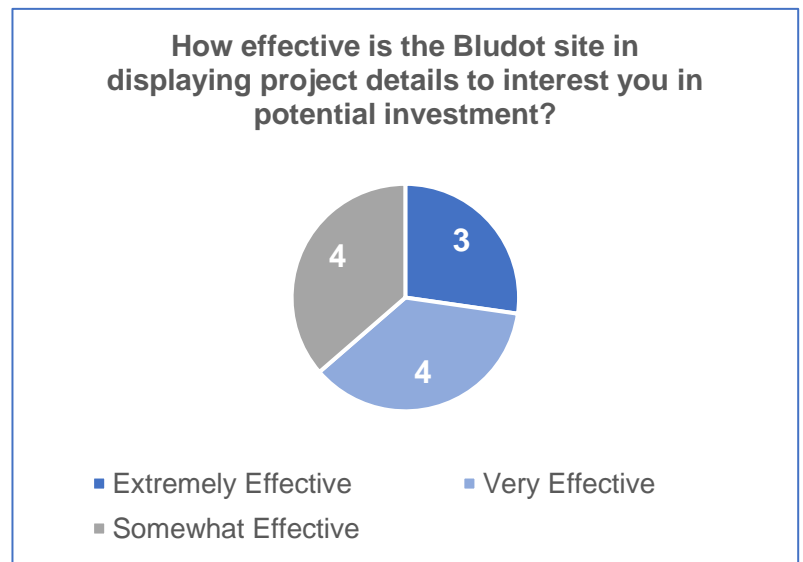 How effective is the Bludot site in
displaying project details to interest you in
potential investment?
3
4
4
Extremely Effective
Very Effective
Somewhat Effective